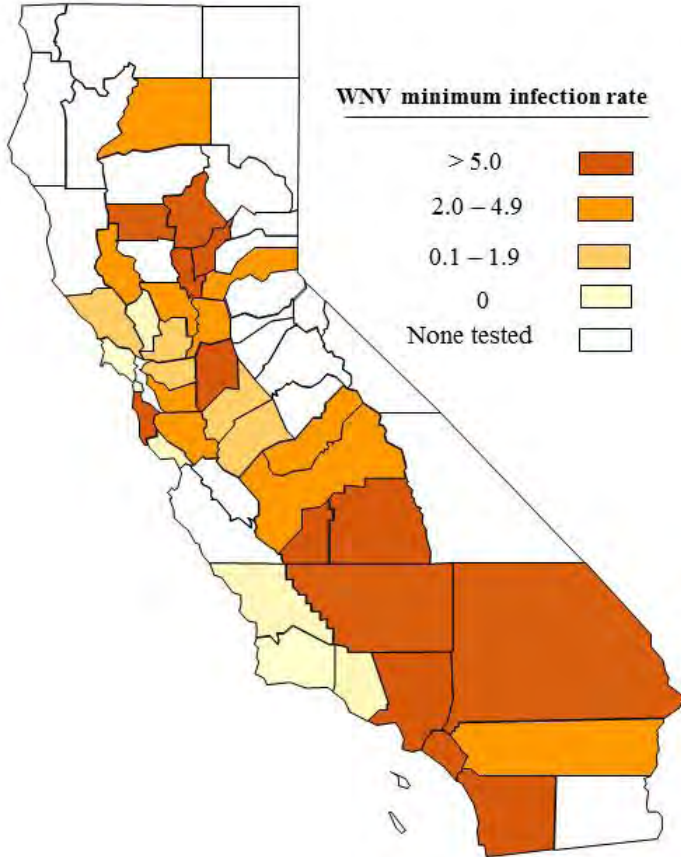 WNV minimum infection rate
> 5.0
2.0 – 4.9
0.1 – 1.9
0
None tested